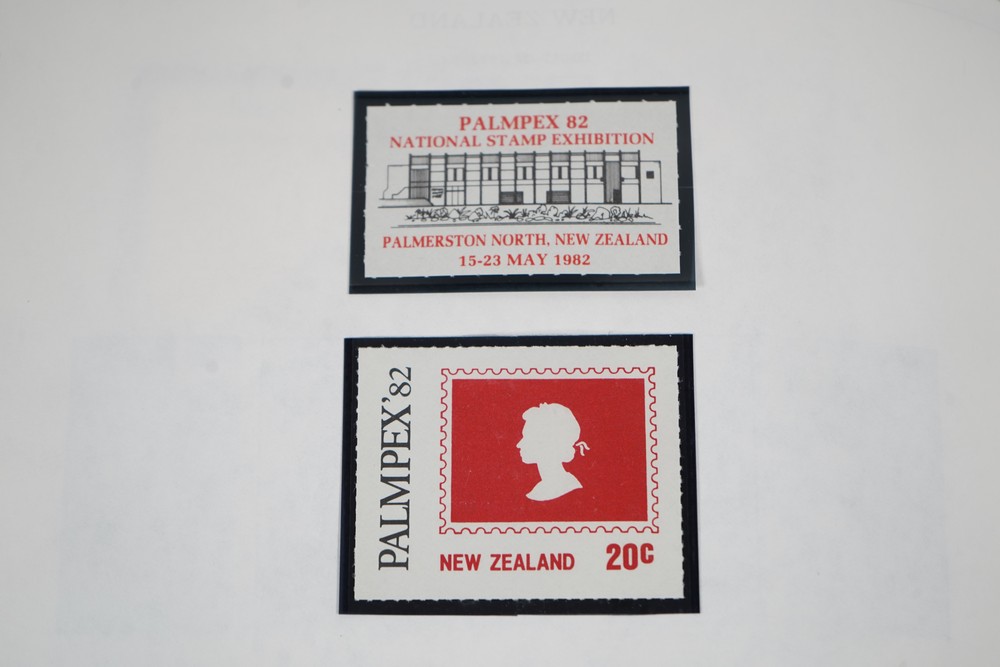 PALMPEX 82
NATIONAL STAMP EXHIBITION
PALMERSTON NORTH, NEW ZEALAND
15-23 MAY 1982
PALMPEX'82
NEW ZEALAND 20c